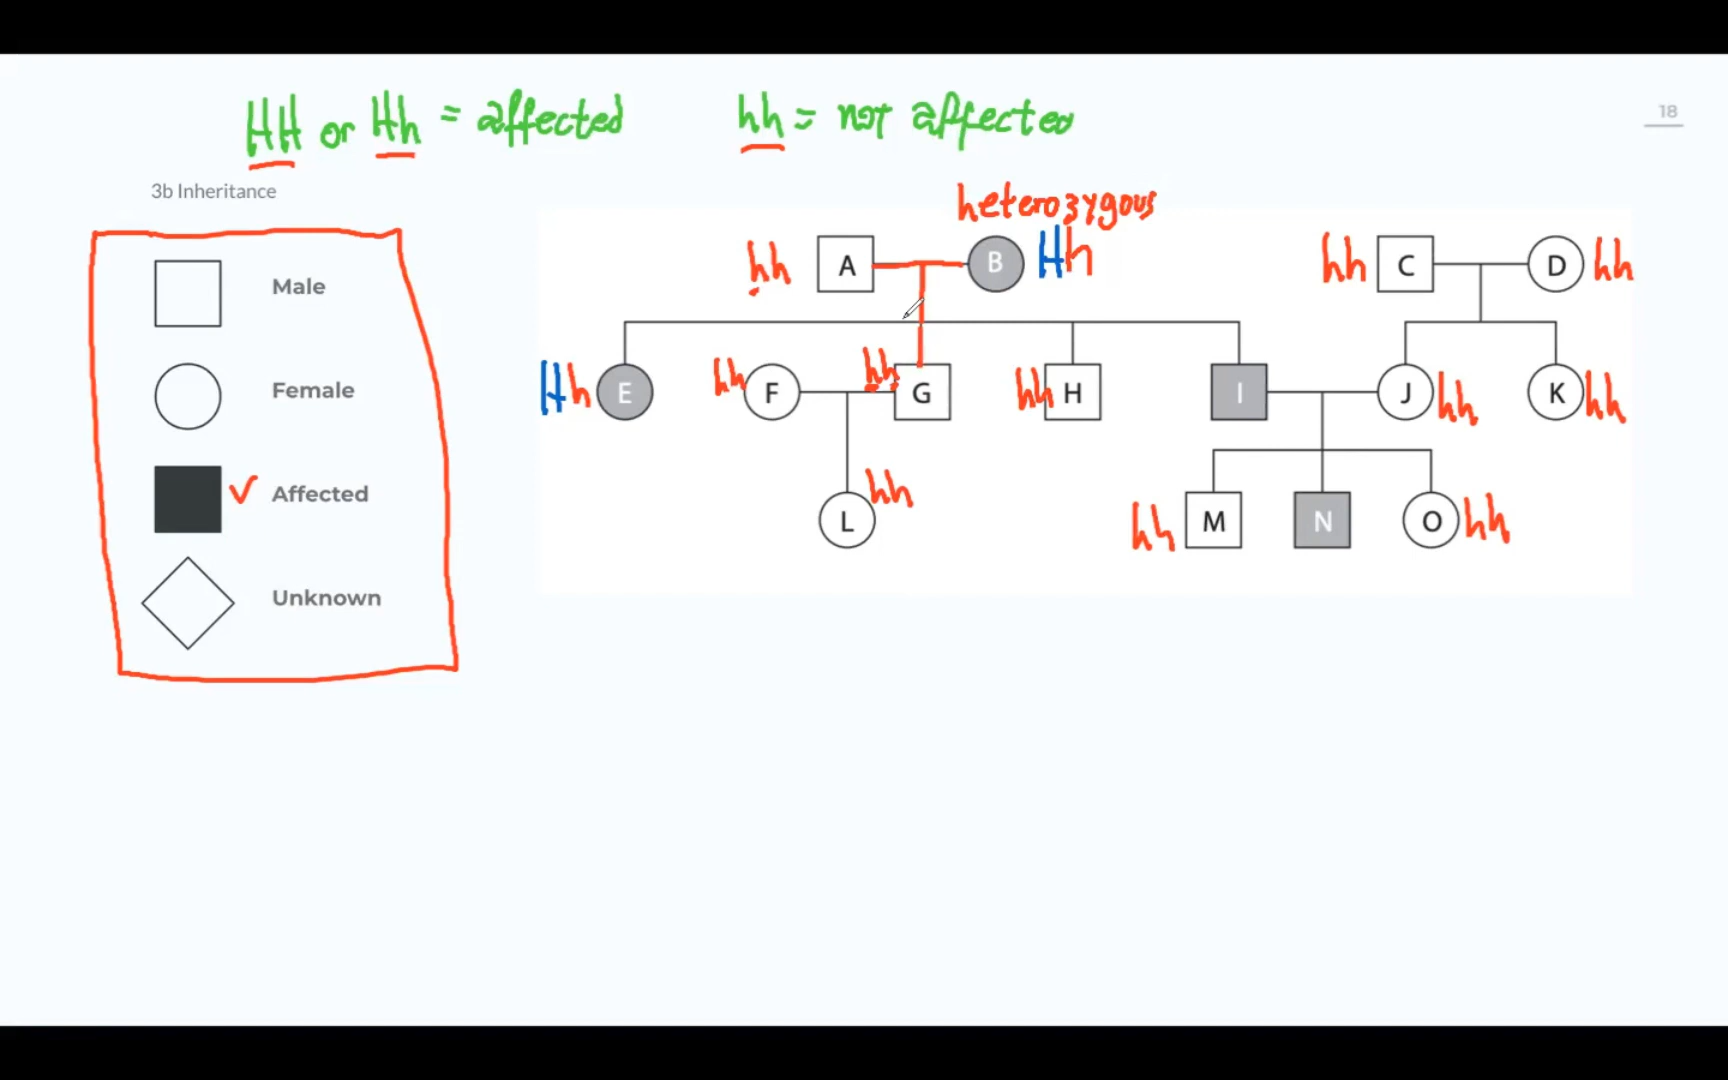 HH or Hh = affected hh = not affected
18
3b Inheritance
heterozygous
hh A B Hh hh C D hh
Male
Female
Hh E hh F hh G hh H I J hh K hh
Affected
L hh
hh M N O hh
Unknown